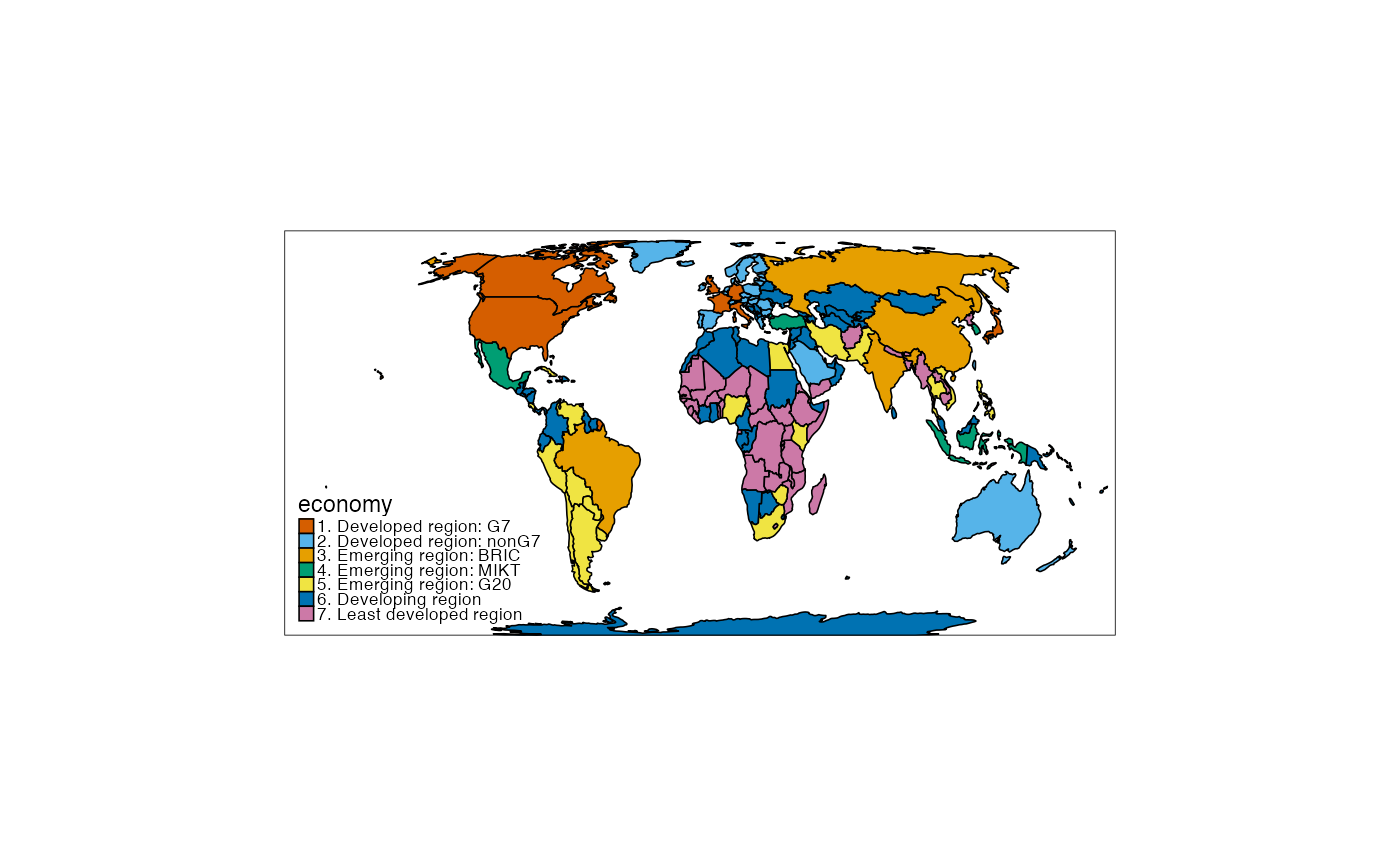 economy
1. Developed region: G7
2. Developed region: nonG7
3. Emerging region: BRIC
4. Emerging region: MIKT
5. Emerging region: G20
6. Developing region
7. Least developed region